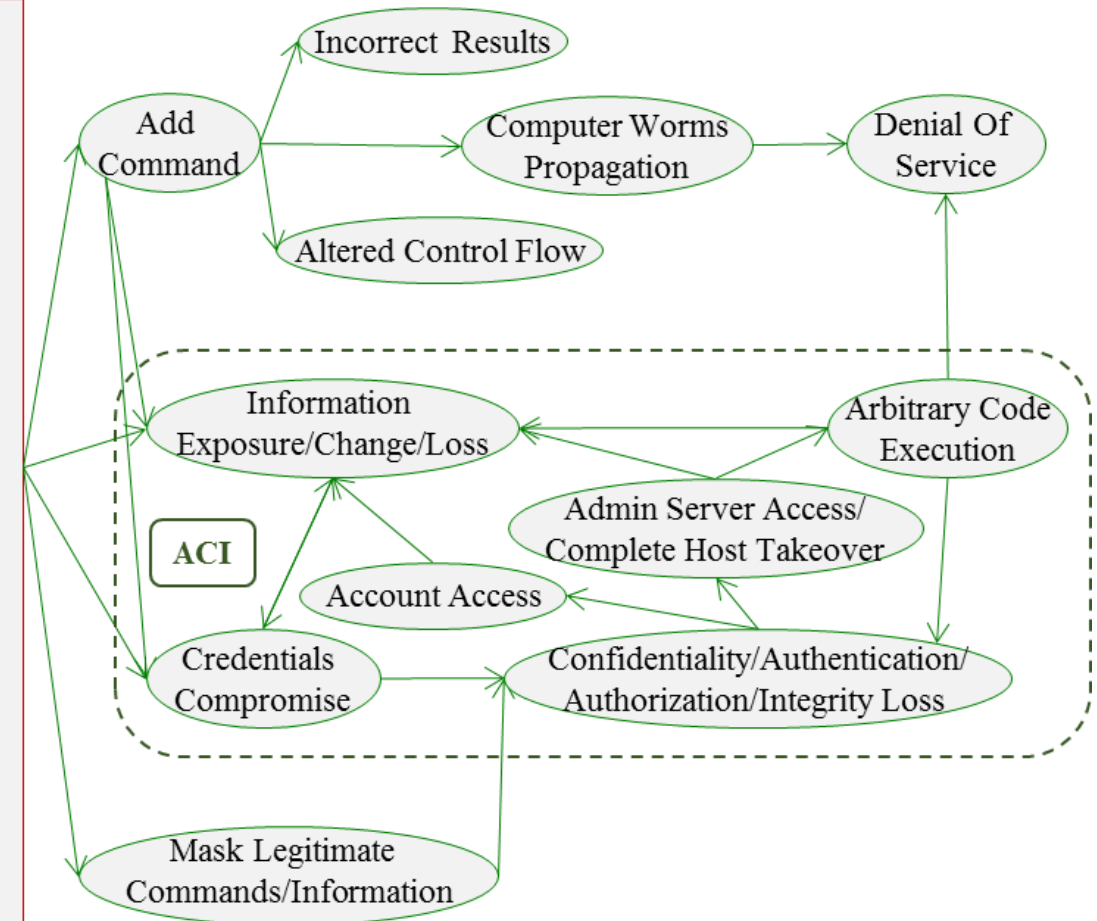 Incorrect Results
Add
Command
Computer Worms
Propagation
Denial Of
Service
Altered Control Flow
Information
Exposure/Change/Loss
Arbitrary Code
Execution
Admin Server Access/
Complete Host Takeover
ACI
Account Access
Credentials
Compromise
Confidentiality/Authentication/
Authorization/Integrity Loss
Mask Legitimate
Commands/Information